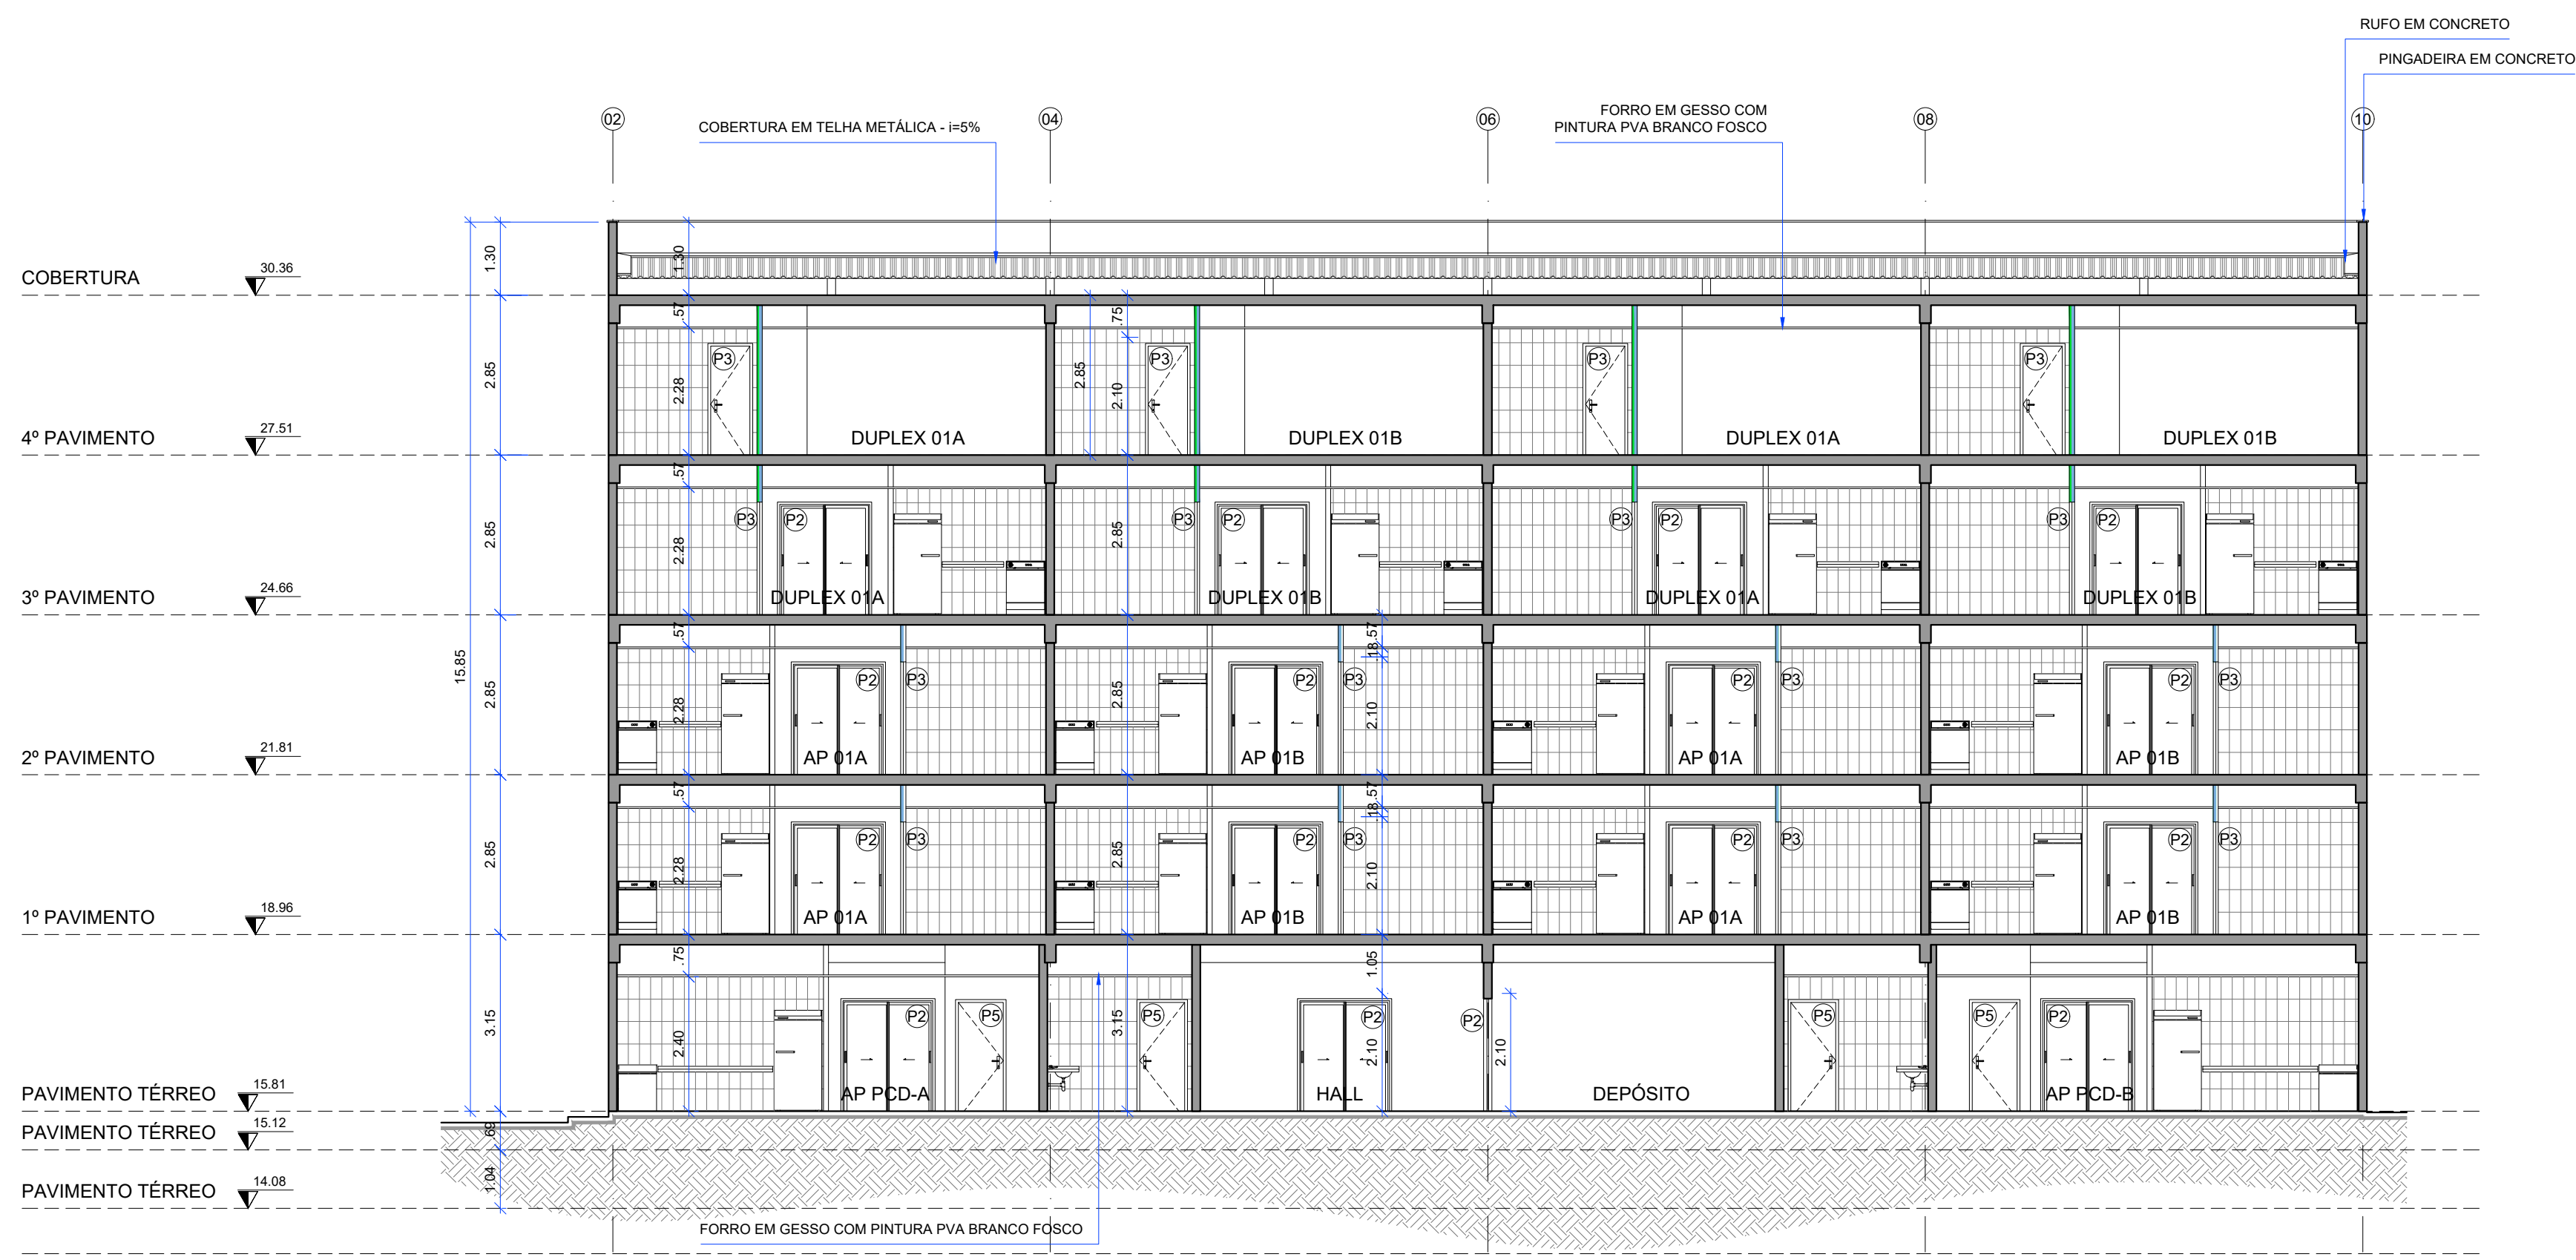 RUFO EM CONCRETO
PINGADEIRA EM CONCRETO
FORRO EM GESSO COM
PINTURA PVA BRANCO FOSCO
COBERTURA EM TELHA METÁLICA - i=5%
02 04 06 08 10
1.30 1.30
COBERTURA 30.36
.57 .75
P3 P3 P3 P3
2.85 2.28 2.85 2.10
4º PAVIMENTO 27.51 DUPLEX 01A DUPLEX 01B DUPLEX 01A DUPLEX 01B
.57
P3 P2 P3 P2 P3 P2 P3 P2
2.85 2.28 2.85
3º PAVIMENTO 24.66 DUPLEX 01A DUPLEX 01B DUPLEX 01A DUPLEX 01B
.57 .57
.18
15.85
P2 P3 P2 P3 P2 P3 P2 P3
2.85 2.28 2.85 2.10
2º PAVIMENTO 21.81 AP 01A AP 01B AP 01A AP 01B
.57 .57
.18
P2 P3 P2 P3 P2 P3 P2 P3
2.85 2.28 2.85 2.10
1º PAVIMENTO 18.96 AP 01A AP 01B AP 01A AP 01B
.75 1.05
P2 P5 P5 P2 P2 P5 P5 P2
3.15 2.40 3.15 2.10 2.10
PAVIMENTO TÉRREO 15.81 AP PCD-A HALL DEPÓSITO AP PCD-B
PAVIMENTO TÉRREO 15.12 .69
PAVIMENTO TÉRREO 14.08 1.04
FORRO EM GESSO COM PINTURA PVA BRANCO FOSCO